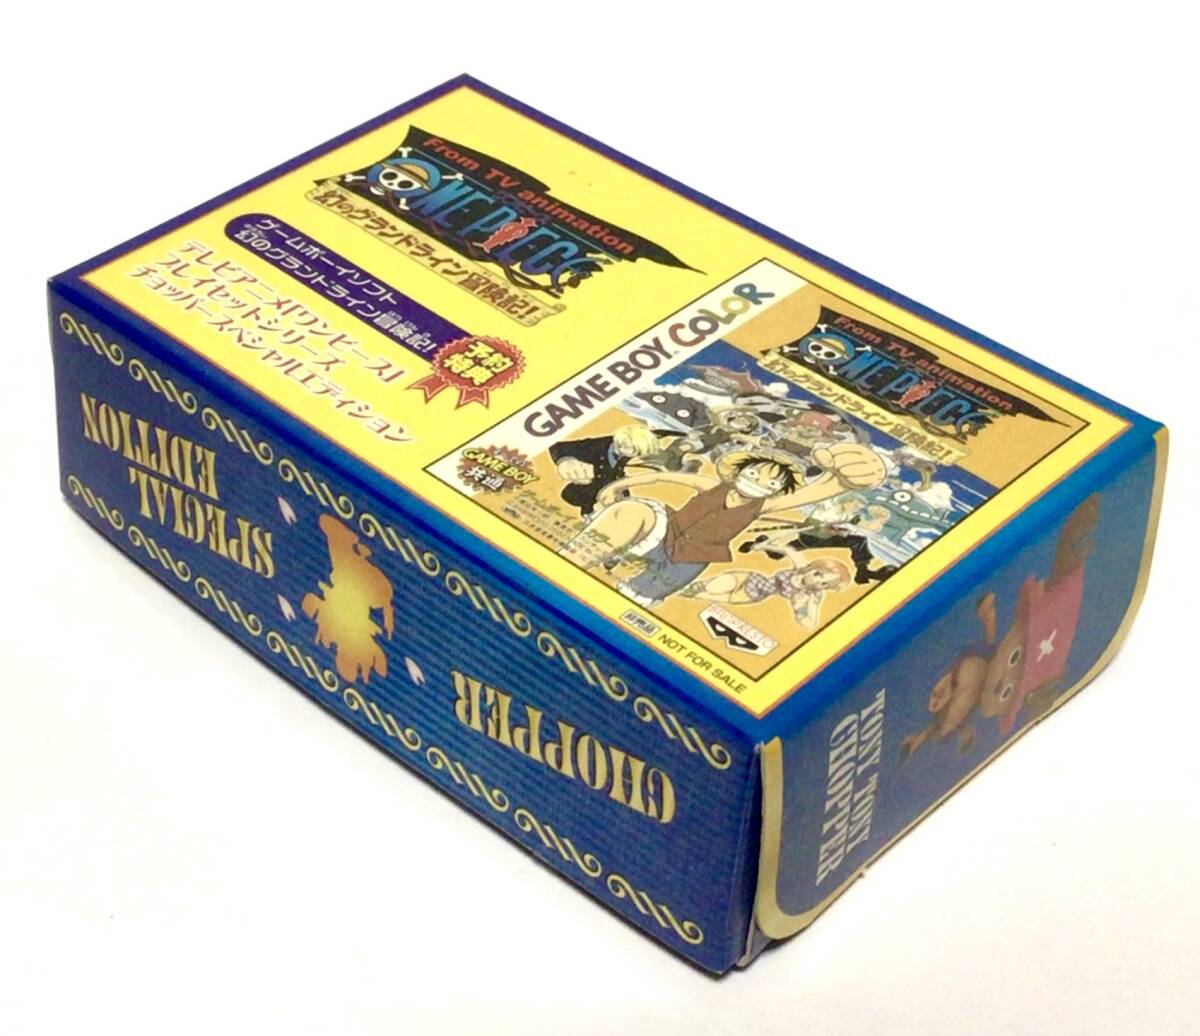 From TV animation
ONE PIECE
幻のグランドライン冒険記!
ゲームボーイソフト
幻のグランドライン冒険記!
予約
特典
テレビアニメ「ワンピース」
プレイセットシリーズ
チョッパースペシャルエディション
GAME BOY COLOR
From TV animation
ONE PIECE
幻のグランドライン冒険記!
GAME BOY
共通
BANPRESTO
非売品 NOT FOR SALE
CHOPPER
SPECIAL
EDITION
TONY TONY
CHOPPER